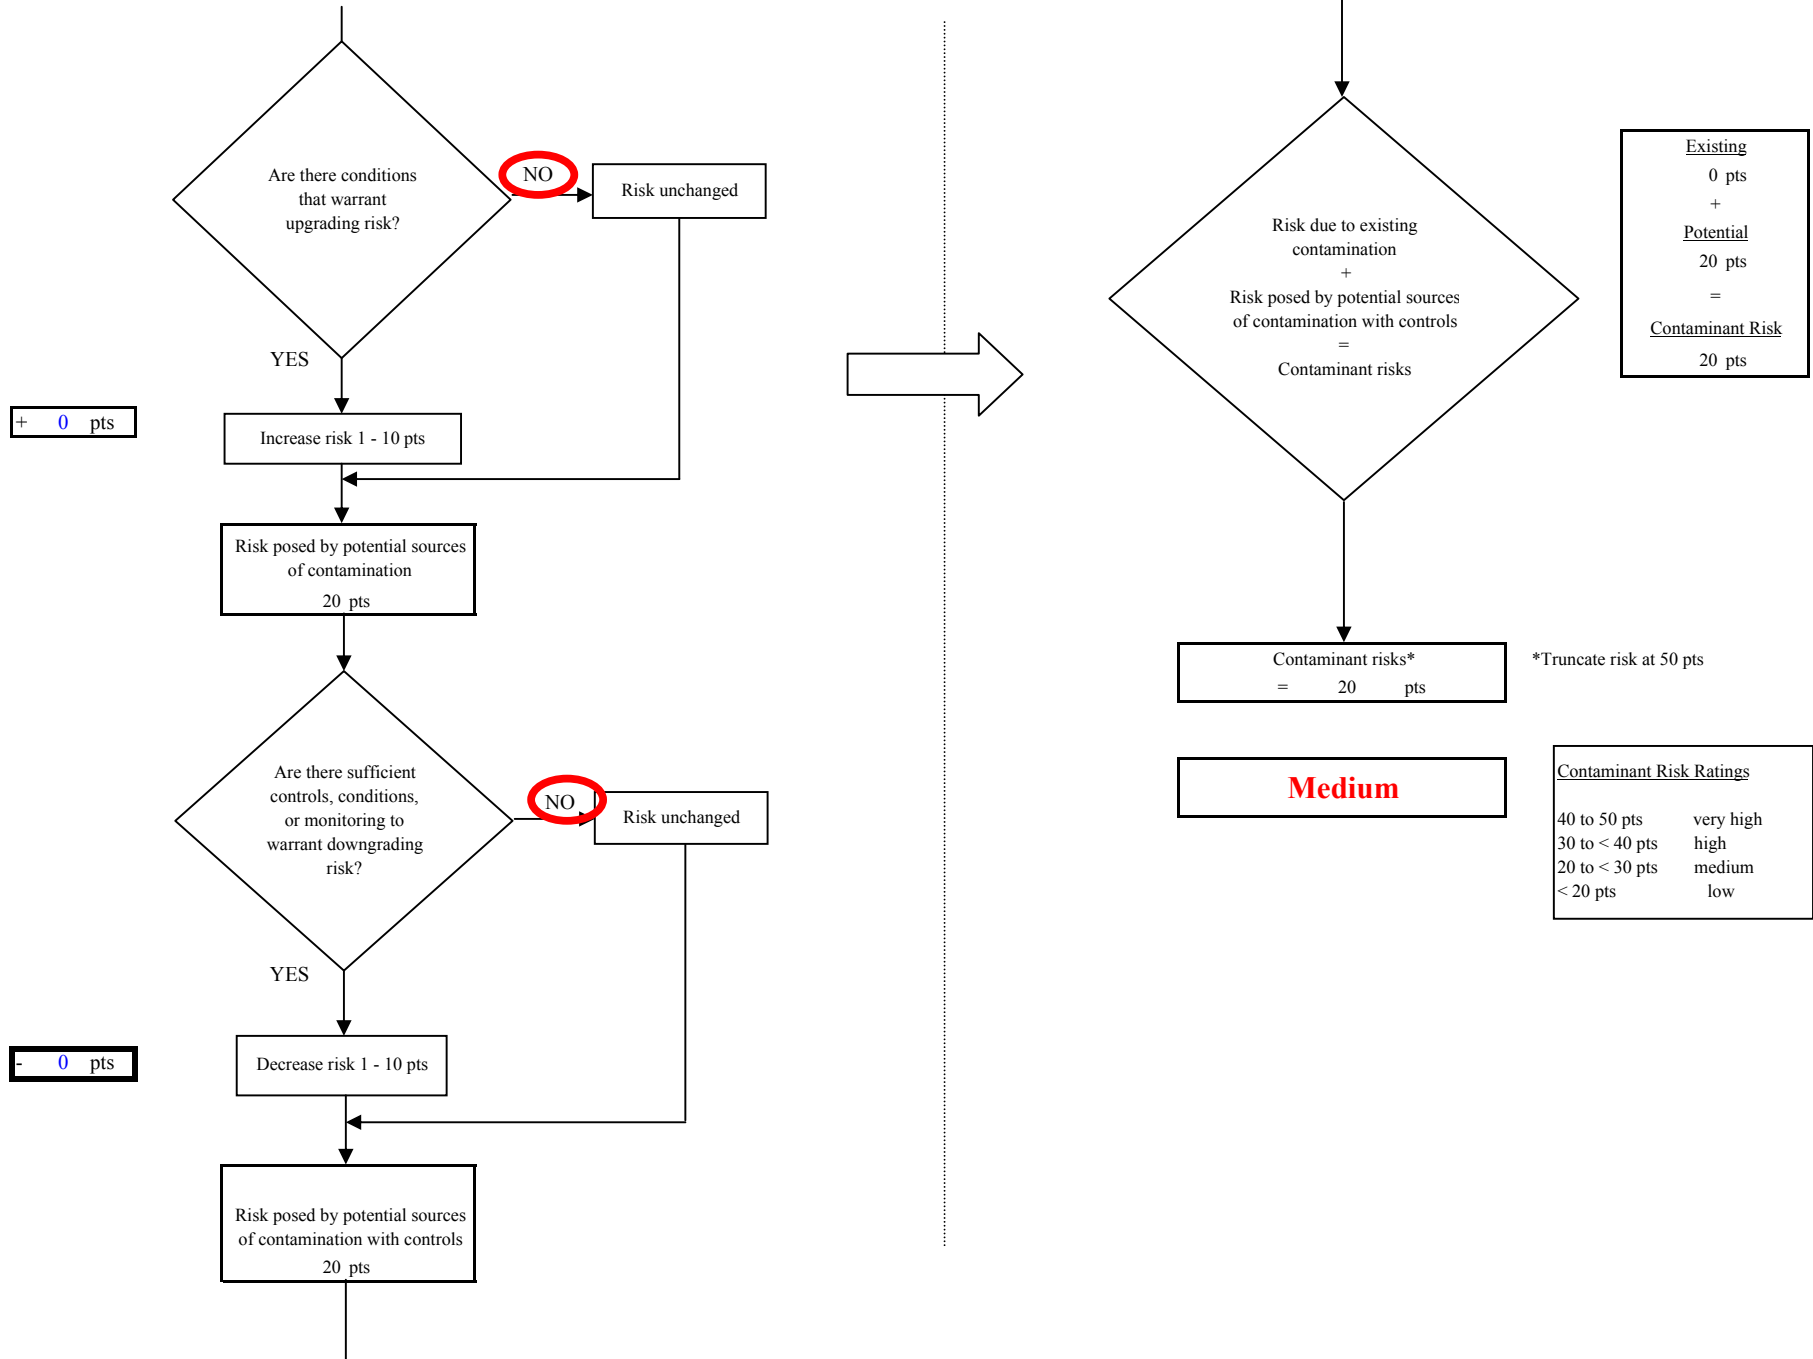 Are there conditions
that warrant
upgrading risk?
NO
Risk unchanged
YES
+ 0 pts
Increase risk 1 - 10 pts
Risk posed by potential sources
of contamination
20 pts
Are there sufficient
controls, conditions,
or monitoring to
warrant downgrading
risk?
NO
Risk unchanged
YES
- 0 pts
Decrease risk 1 - 10 pts
Risk posed by potential sources
of contamination with controls
20 pts
Risk due to existing
contamination
+
Risk posed by potential sources
of contamination with controls
=
Contaminant risks
Existing
0 pts
+
Potential
20 pts
=
Contaminant Risk
20 pts
Contaminant risks*
= 20 pts
*Truncate risk at 50 pts
Medium
Contaminant Risk Ratings
40 to 50 pts very high
30 to < 40 pts high
20 to < 30 pts medium
< 20 pts low